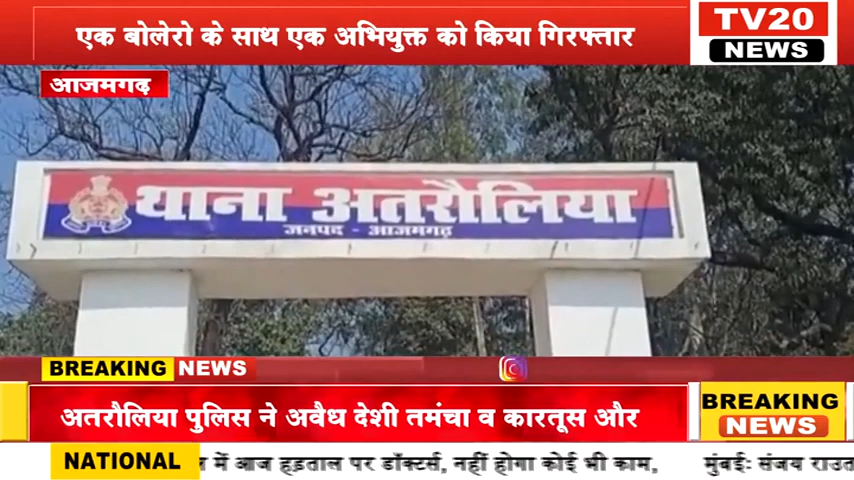 एक बोलेरो के साथ एक अभियुक्त को किया गिरफ्तार
TV20
NEWS
आजमगढ़
थाना अतरौलिया
जनपद - आजमगढ़
BREAKING NEWS
अतरौलिया पुलिस ने अवैध देशी तमंचा व कारतूस और
BREAKING
NEWS
NATIONAL
में आज हड़ताल पर डॉक्टर्स, नहीं होगा कोई भी काम, मुंबई: संजय राउत